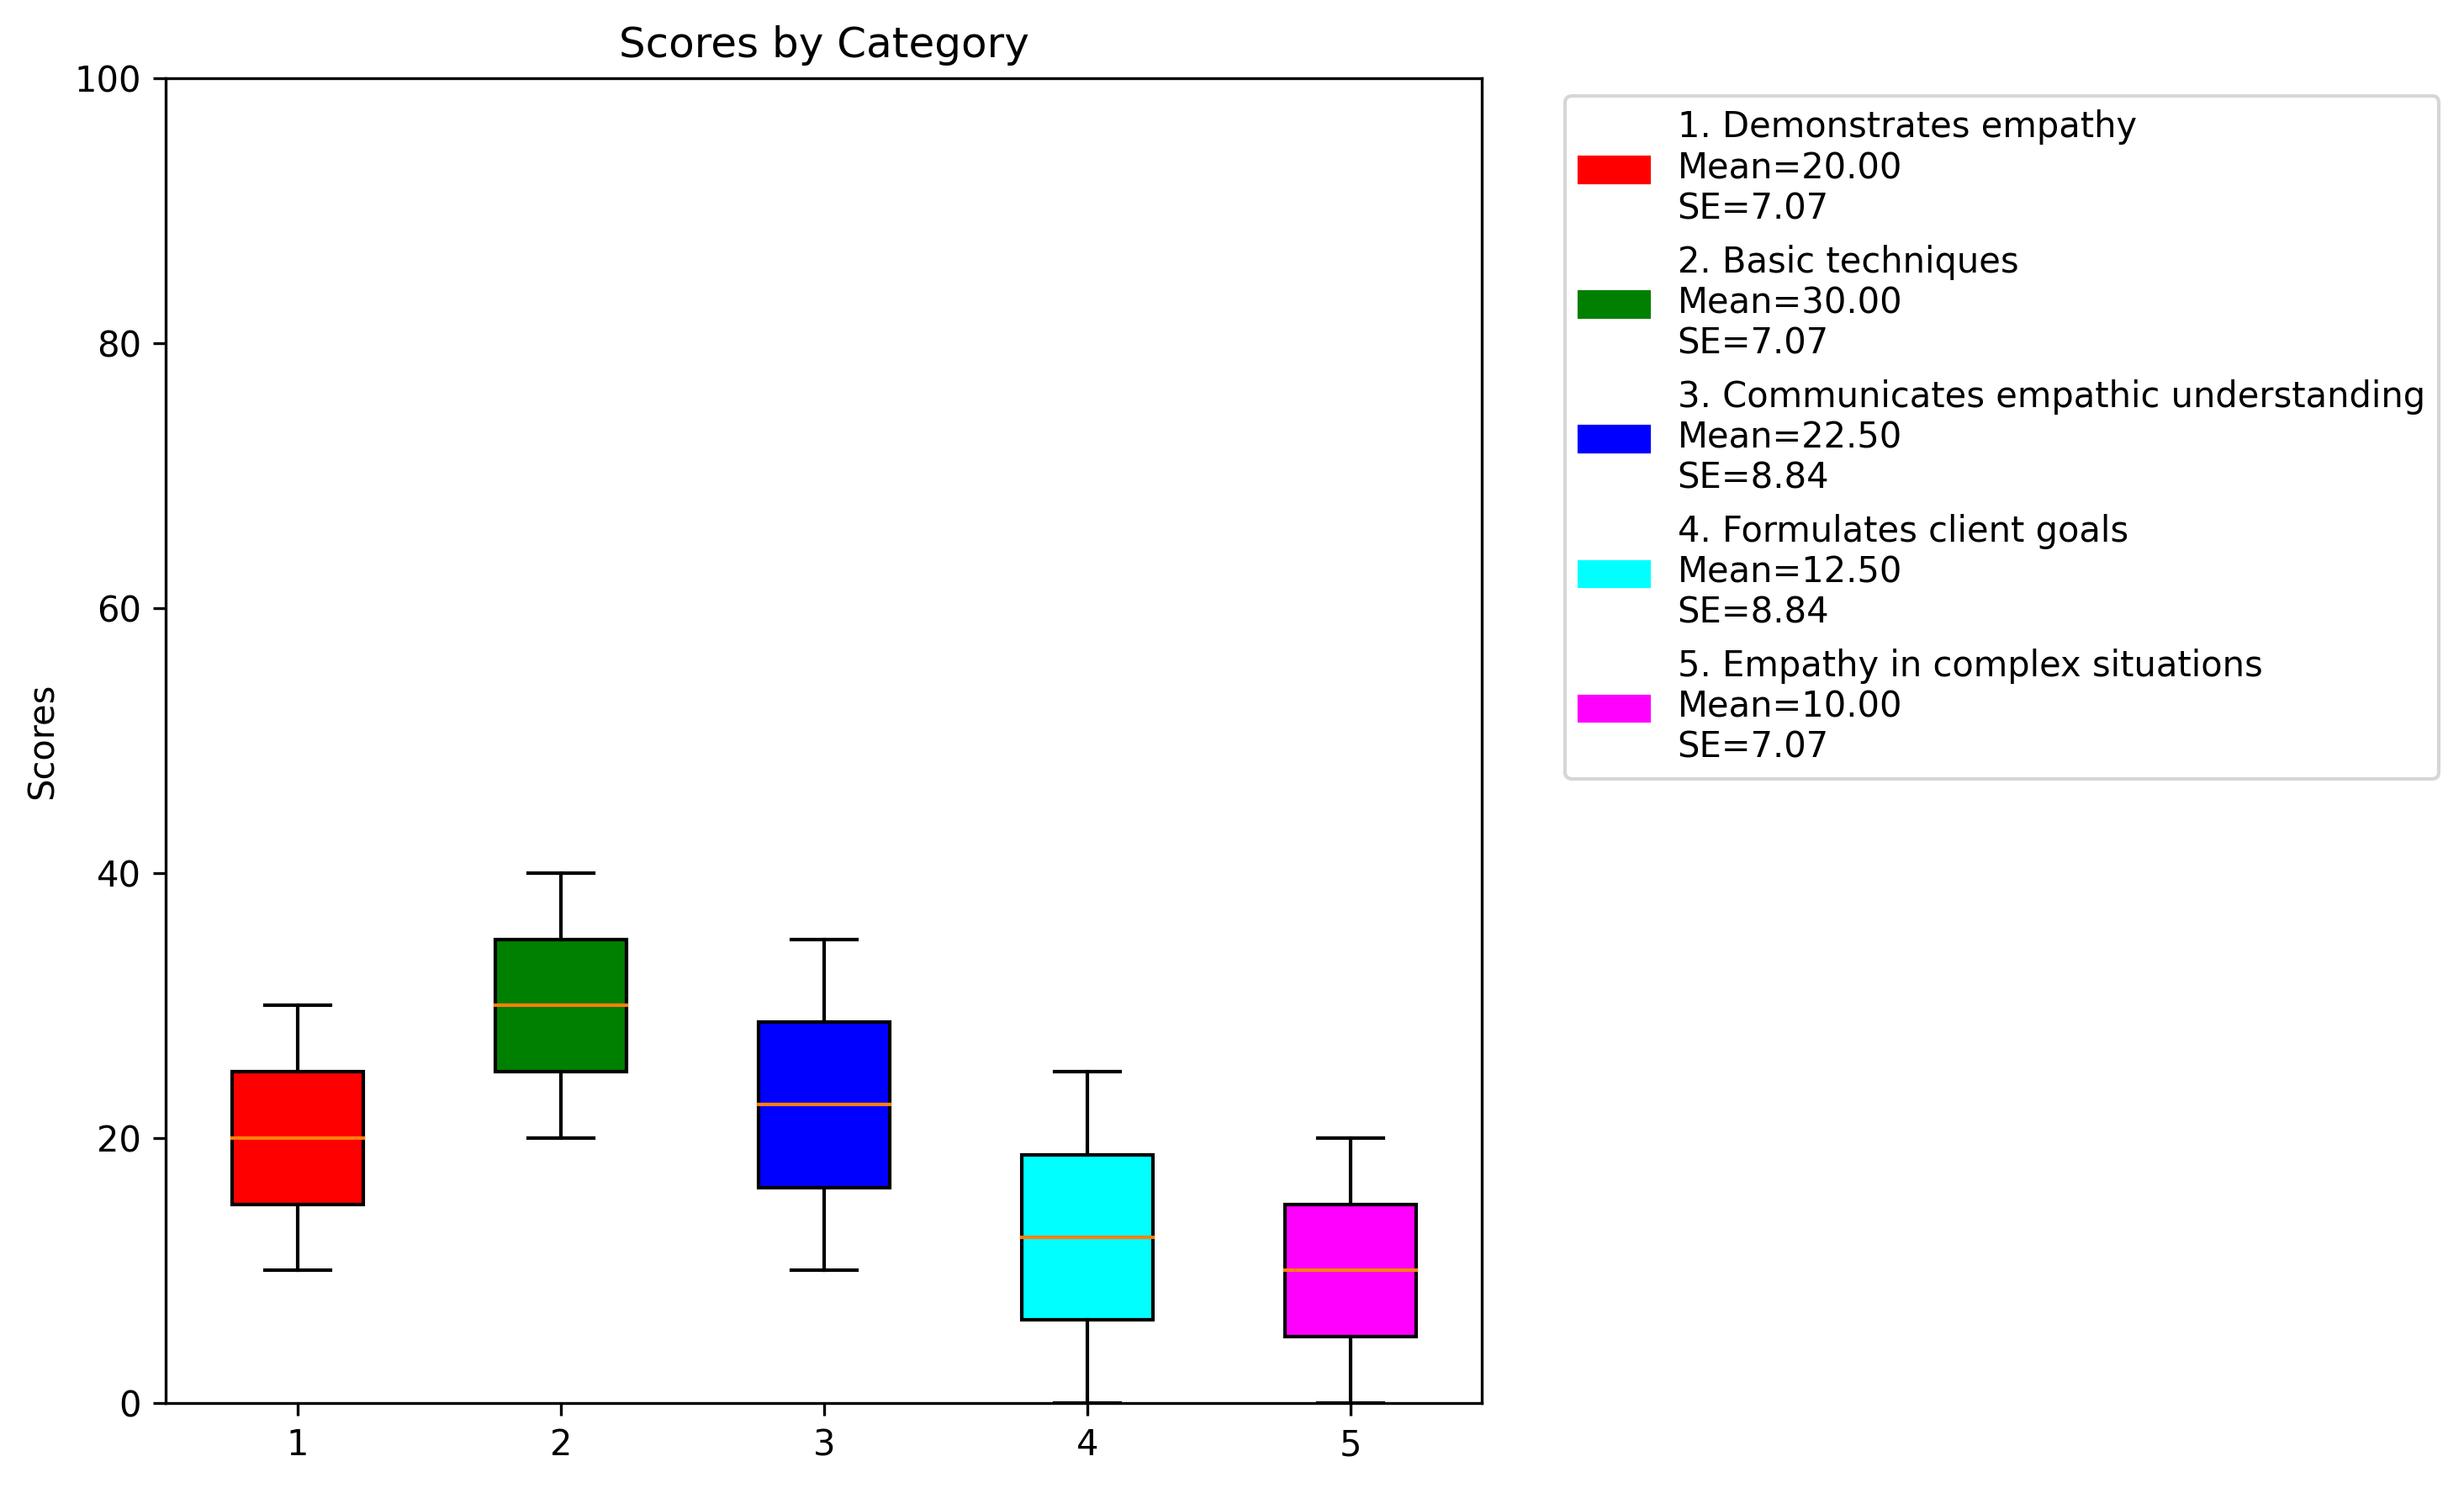 Scores by Category
100
80
60
40
20
0
Scores
1
2
3
4
5
1. Demonstrates empathy
Mean=20.00
SE=7.07
2. Basic techniques
Mean=30.00
SE=7.07
3. Communicates empathic understanding
Mean=22.50
SE=8.84
4. Formulates client goals
Mean=12.50
SE=8.84
5. Empathy in complex situations
Mean=10.00
SE=7.07